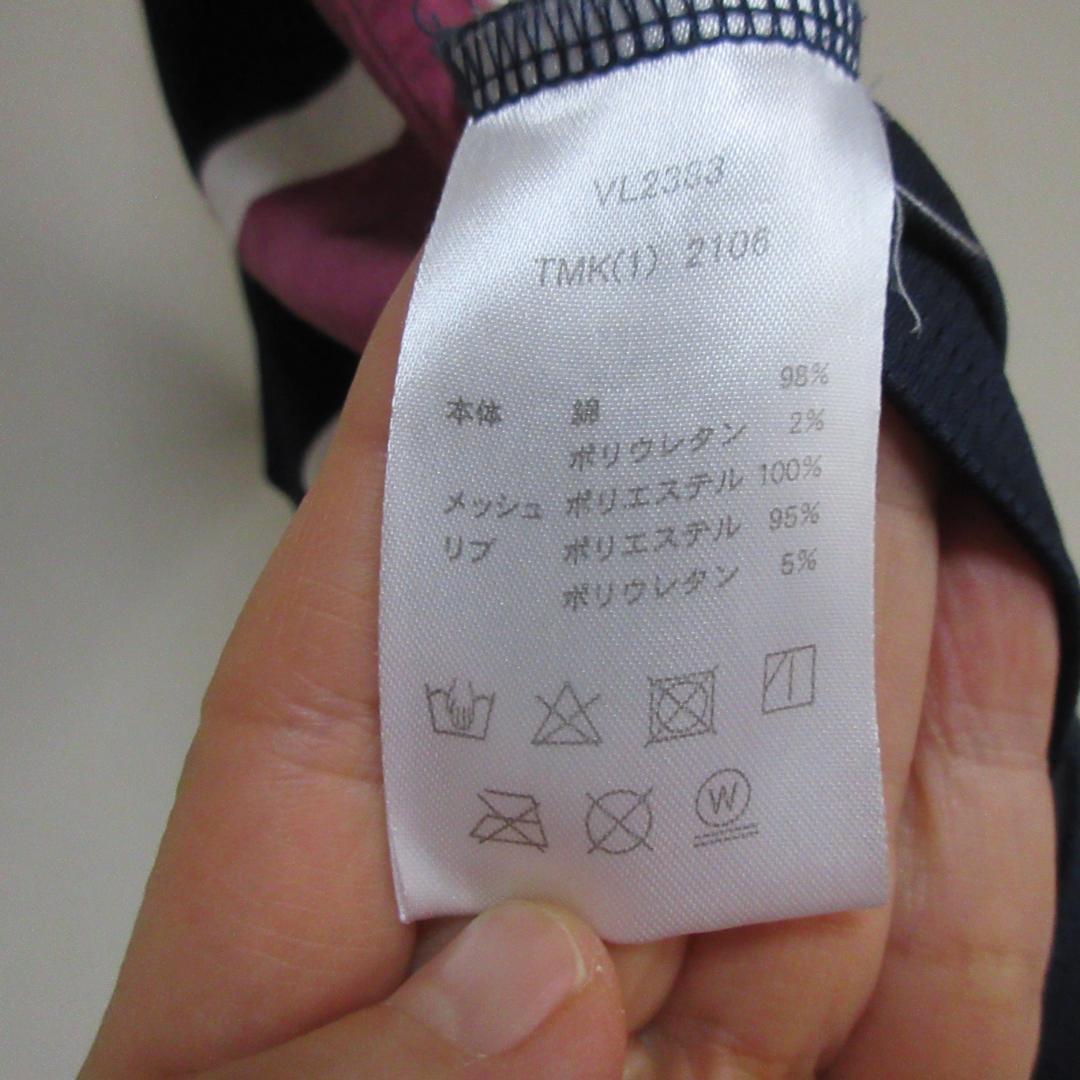 VL2393
TMK(1) 2106
本体 綿 98%
ポリウレタン 2%
メッシュ ポリエステル 100%
リブ ポリエステル 95%
ポリウレタン 5%
W